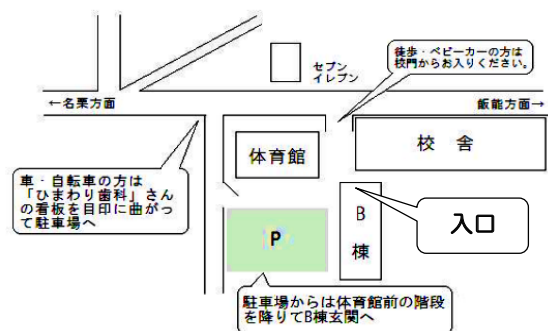 徒歩・ベビーカーの方は
校門からお入りください。
セブン
イレブン
←名栗方面
飯能方面→
体育館
校 舎
車・自転車の方は
「ひまわり歯科」さん
の看板を目印に曲がっ
て駐車場へ
P
B
棟
入口
駐車場からは体育館前の階段
を降りてB棟玄関へ